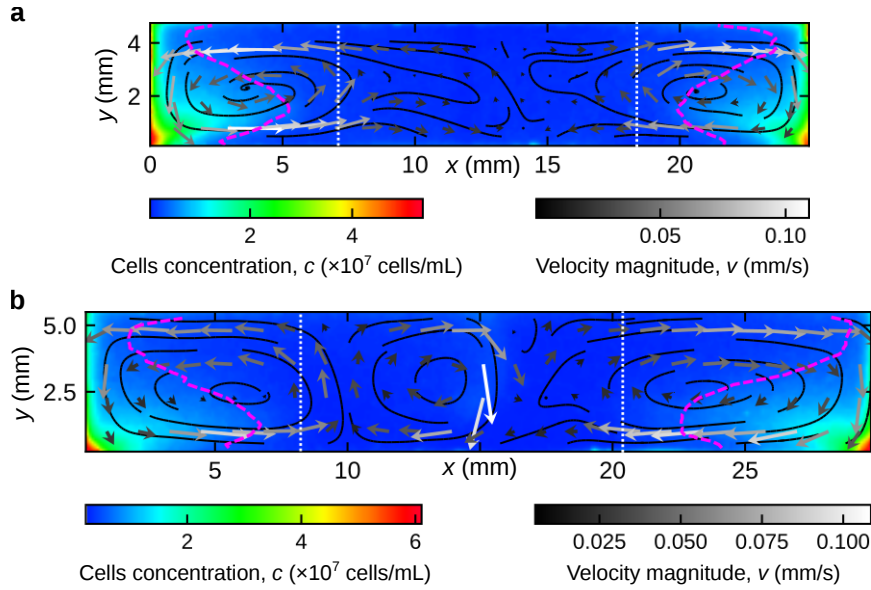 a
y (mm)
4
2
0 5 10 15 20
x (mm)
2 4
0.05 0.10
Cells concentration, c (×10⁷ cells/mL)
Velocity magnitude, v (mm/s)
b
y (mm)
5.0
2.5
5 10 20 25
x (mm)
2 4 6
0.025 0.050 0.075 0.100
Cells concentration, c (×10⁷ cells/mL)
Velocity magnitude, v (mm/s)